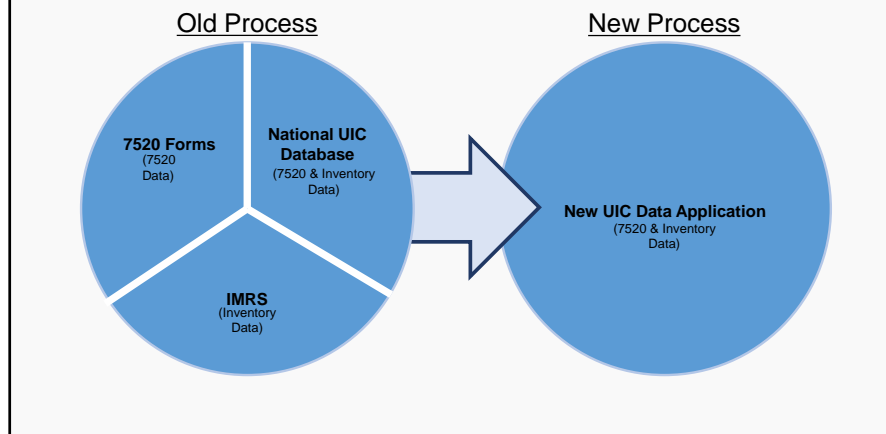 Old Process
New Process
7520 Forms
(7520
Data)
National UIC
Database
(7520 & Inventory
Data)
IMRS
(Inventory
Data)
New UIC Data Application
(7520 & Inventory
Data)